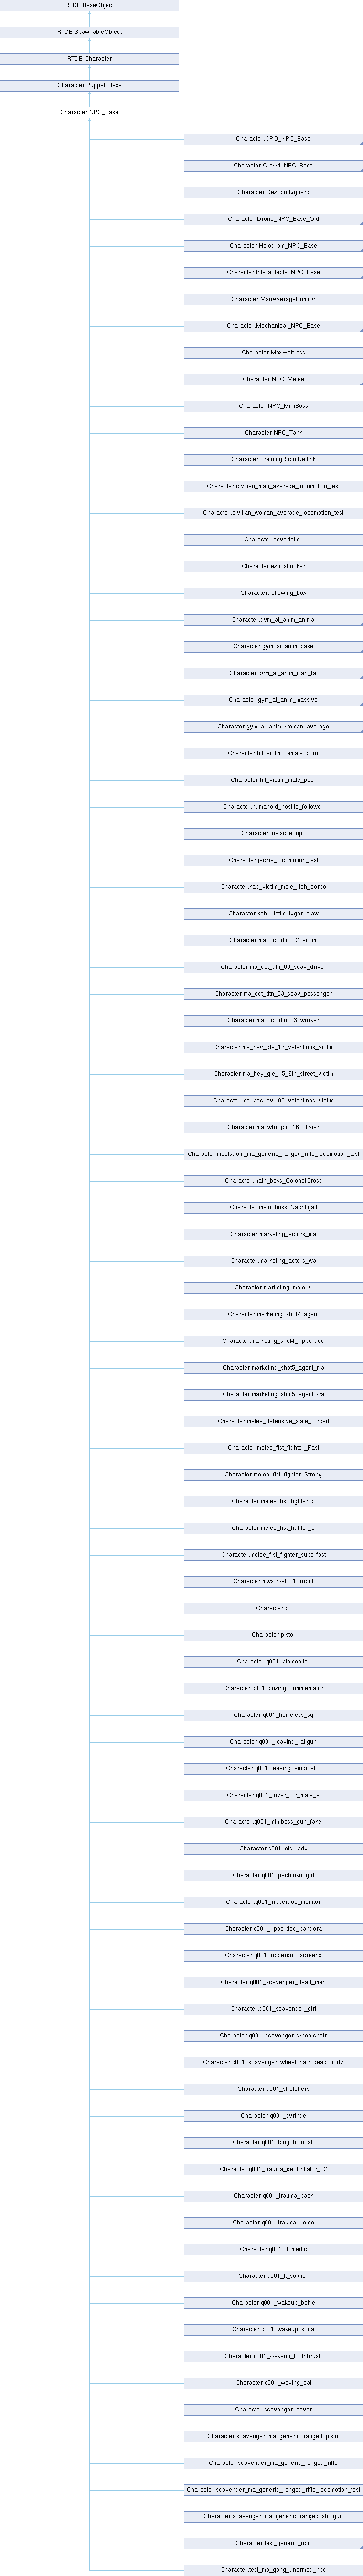 RTDB.BaseObject
RTDB.SpawnableObject
RTDB.Character
Character.Puppet_Base
Character.NPC_Base
Character.CPO_NPC_Base
Character.Crowd_NPC_Base
Character.Dex_bodyguard
Character.Drone_NPC_Base_Old
Character.Hologram_NPC_Base
Character.Interactable_NPC_Base
Character.ManAverageDummy
Character.Mechanical_NPC_Base
Character.MoxWaitress
Character.NPC_Melee
Character.NPC_MiniBoss
Character.NPC_Tank
Character.TrainingRobotNetlink
Character.civilian_man_average_locomotion_test
Character.civilian_woman_average_locomotion_test
Character.covertaker
Character.exo_shocker
Character.following_box
Character.gym_ai_anim_animal
Character.gym_ai_anim_base
Character.gym_ai_anim_man_fat
Character.gym_ai_anim_massive
Character.gym_ai_anim_woman_average
Character.hil_victim_female_poor
Character.hil_victim_male_poor
Character.humanoid_hostile_follower
Character.invisible_npc
Character.jackie_locomotion_test
Character.kab_victim_male_rich_corpo
Character.kab_victim_tyger_claw
Character.ma_cct_dtn_02_victim
Character.ma_cct_dtn_03_scav_driver
Character.ma_cct_dtn_03_scav_passenger
Character.ma_cct_dtn_03_worker
Character.ma_hey_gle_13_valentinos_victim
Character.ma_hey_gle_15_6th_street_victim
Character.ma_pac_cvi_05_valentinos_victim
Character.ma_wbr_jpn_16_olivier
Character.maelstrom_ma_generic_ranged_rifle_locomotion_test
Character.main_boss_ColonelCross
Character.main_boss_Nachtigall
Character.marketing_actors_ma
Character.marketing_actors_wa
Character.marketing_male_v
Character.marketing_shot2_agent
Character.marketing_shot4_ripperdoc
Character.marketing_shot5_agent_ma
Character.marketing_shot5_agent_wa
Character.melee_defensive_state_forced
Character.melee_fist_fighter_Fast
Character.melee_fist_fighter_Strong
Character.melee_fist_fighter_b
Character.melee_fist_fighter_c
Character.melee_fist_fighter_superfast
Character.mws_wat_01_robot
Character.pf
Character.pistol
Character.q001_biomonitor
Character.q001_boxing_commentator
Character.q001_homeless_sq
Character.q001_leaving_railgun
Character.q001_leaving_vindicator
Character.q001_lover_for_male_v
Character.q001_miniboss_gun_fake
Character.q001_old_lady
Character.q001_pachinko_girl
Character.q001_ripperdoc_monitor
Character.q001_ripperdoc_pandora
Character.q001_ripperdoc_screens
Character.q001_scavenger_dead_man
Character.q001_scavenger_girl
Character.q001_scavenger_wheelchair
Character.q001_scavenger_wheelchair_dead_body
Character.q001_stretchers
Character.q001_syringe
Character.q001_tbug_holocall
Character.q001_trauma_defibrillator_02
Character.q001_trauma_pack
Character.q001_trauma_voice
Character.q001_tt_medic
Character.q001_tt_soldier
Character.q001_wakeup_bottle
Character.q001_wakeup_soda
Character.q001_wakeup_toothbrush
Character.q001_waving_cat
Character.scavenger_cover
Character.scavenger_ma_generic_ranged_pistol
Character.scavenger_ma_generic_ranged_rifle
Character.scavenger_ma_generic_ranged_rifle_locomotion_test
Character.scavenger_ma_generic_ranged_shotgun
Character.test_generic_npc
Character.test_ma_gang_unarmed_npc